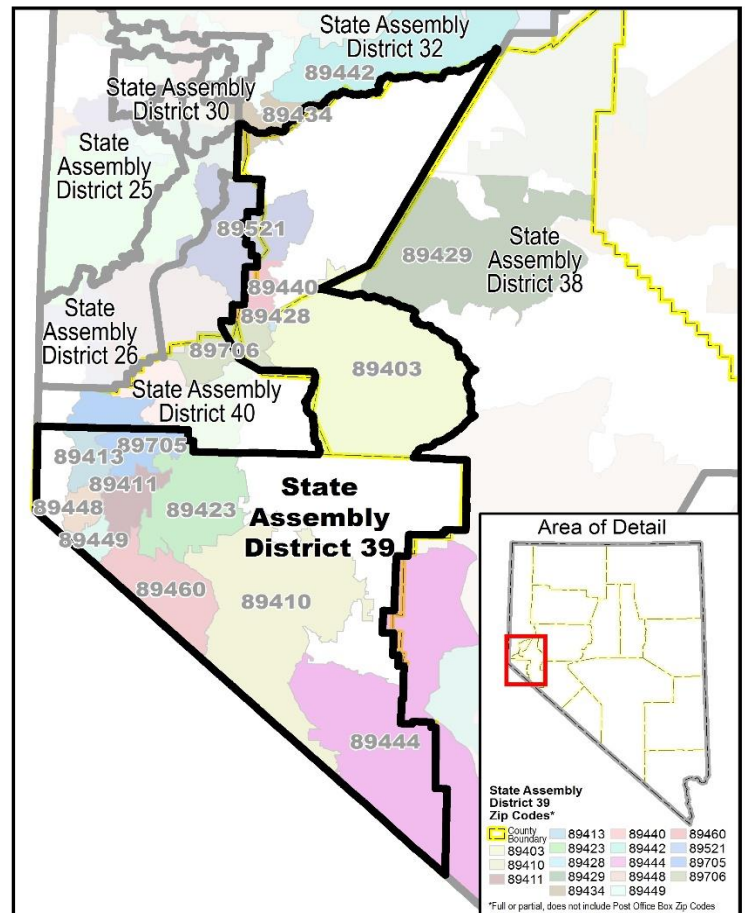 State Assembly
District 32
89442
State Assembly
District 30
89434
State
Assembly
District 25
89521
89429
State
Assembly
District 38
89440
State
Assembly
District 26
89428
89706
89403
State Assembly
District 40
89705
89413
89411
State
Assembly
District 39
89448
89423
89449
89460
89410
89444
Area of Detail
State Assembly
District 39
Zip Codes*
County
Boundary
89403
89410
89411
89413
89423
89428
89429
89434
89440
89442
89444
89448
89449
89460
89521
89705
89706
*Full or partial, does not include Post Office Box Zip Codes